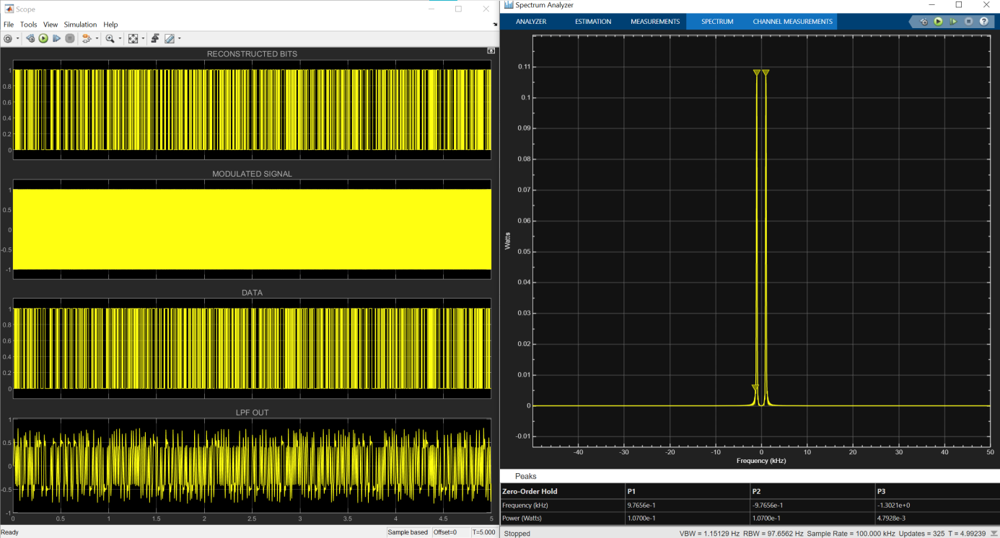 Scope
File Tools View Simulation Help
RECONSTRUCTED BITS
1
0.8
0.6
0.4
0.2
0
MODULATED SIGNAL
1
0.5
0
-0.5
-1
DATA
1
0.8
0.6
0.4
0.2
0
LPF OUT
1
0.5
0
-0.5
-1
0 0.5 1 1.5 2 2.5 3 3.5 4 4.5 5
Ready Sample based Offset=0 T=5.000
Spectrum Analyzer
ANALYZER ESTIMATION MEASUREMENTS SPECTRUM CHANNEL MEASUREMENTS
0.11
0.1
0.09
0.08
0.07
0.06
0.05
0.04
0.03
0.02
0.01
0
-0.01
Watts
-40 -30 -20 -10 0 10 20 30 40 50
Frequency (kHz)
Peaks
Zero-Order Hold P1 P2 P3
Frequency (kHz) 9.7656e-1 -9.7656e-1 -1.3021e+0
Power (Watts) 1.0700e-1 1.0700e-1 4.7928e-3
Stopped VBW = 1.15129 Hz RBW = 97.6562 Hz Sample Rate = 100.000 kHz Updates = 325 T = 4.99239